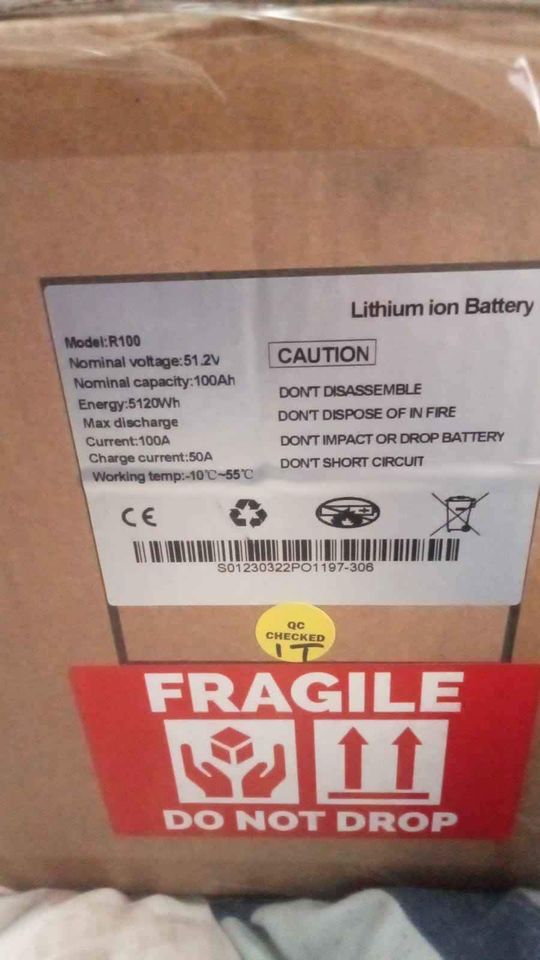 Lithium ion Battery
Model:R100
Nominal voltage:51.2V
Nominal capacity:100Ah
Energy:5120Wh
Max discharge
Current:100A
Charge current:50A
Working temp:-10℃~55℃
CAUTION
DON'T DISASSEMBLE
DON'T DISPOSE OF IN FIRE
DON'T IMPACT OR DROP BATTERY
DON'T SHORT CIRCUIT
CE
S01230322PO1197-306
QC
CHECKED
IT
FRAGILE
DO NOT DROP